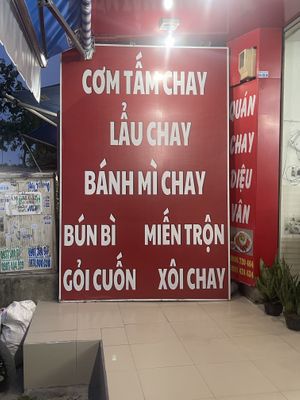 CƠM TẤM CHAY
LẨU CHAY
BÁNH MÌ CHAY
BÚN BÌ MIẾN TRỘN
GỎI CUỐN XÔI CHAY
QUÁN
CHAY
DIỆU
VÂN